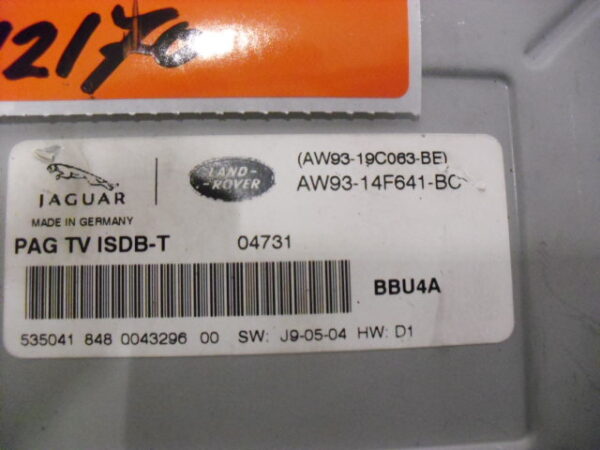 12170
JAGUAR
LAND-
-ROVER
(AW93-19C063-BE)
AW93-14F641-BC
MADE IN GERMANY
PAG TV ISDB-T 04731
BBU4A
535041 848 0043296 00 SW: J9-05-04 HW: D1